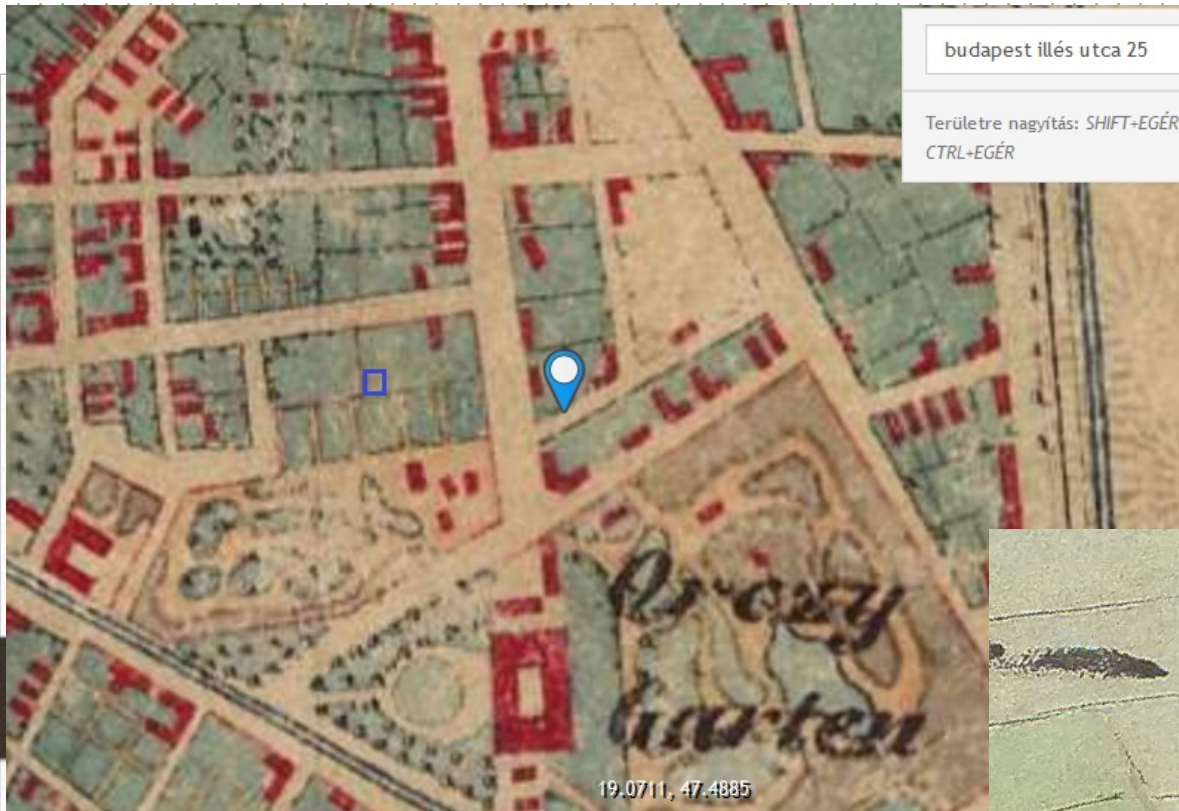 budapest illés utca 25
Területre nagyítás: SHIFT+EGÉR
CTRL+EGÉR
Orczy
Garten
19.0711, 47.4885